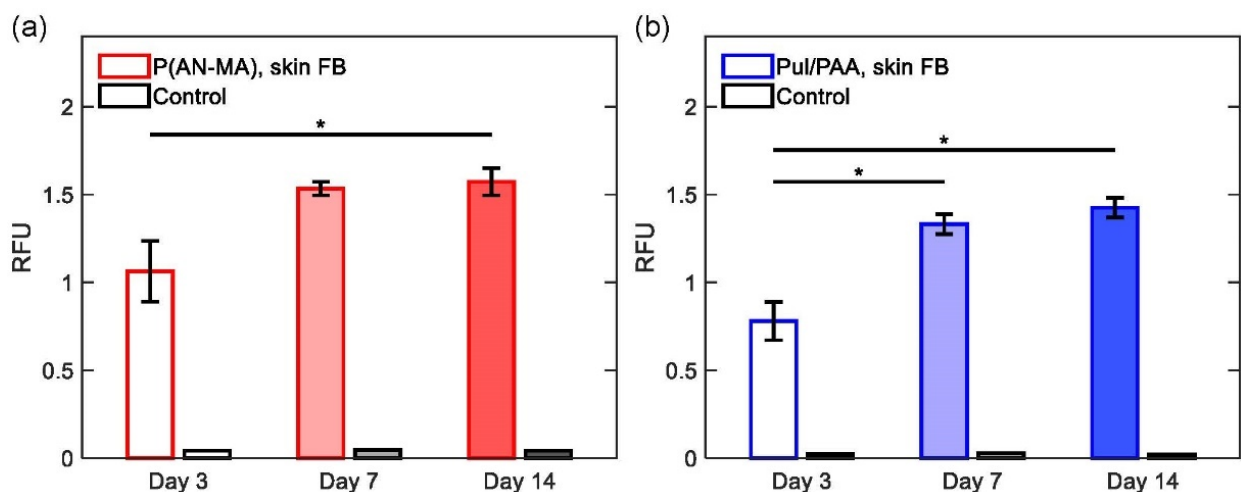 (a)
P(AN-MA), skin FB
Control
*
RFU
2
1.5
1
0.5
0
Day 3 Day 7 Day 14
(b)
Pul/PAA, skin FB
Control
*
*
RFU
2
1.5
1
0.5
0
Day 3 Day 7 Day 14